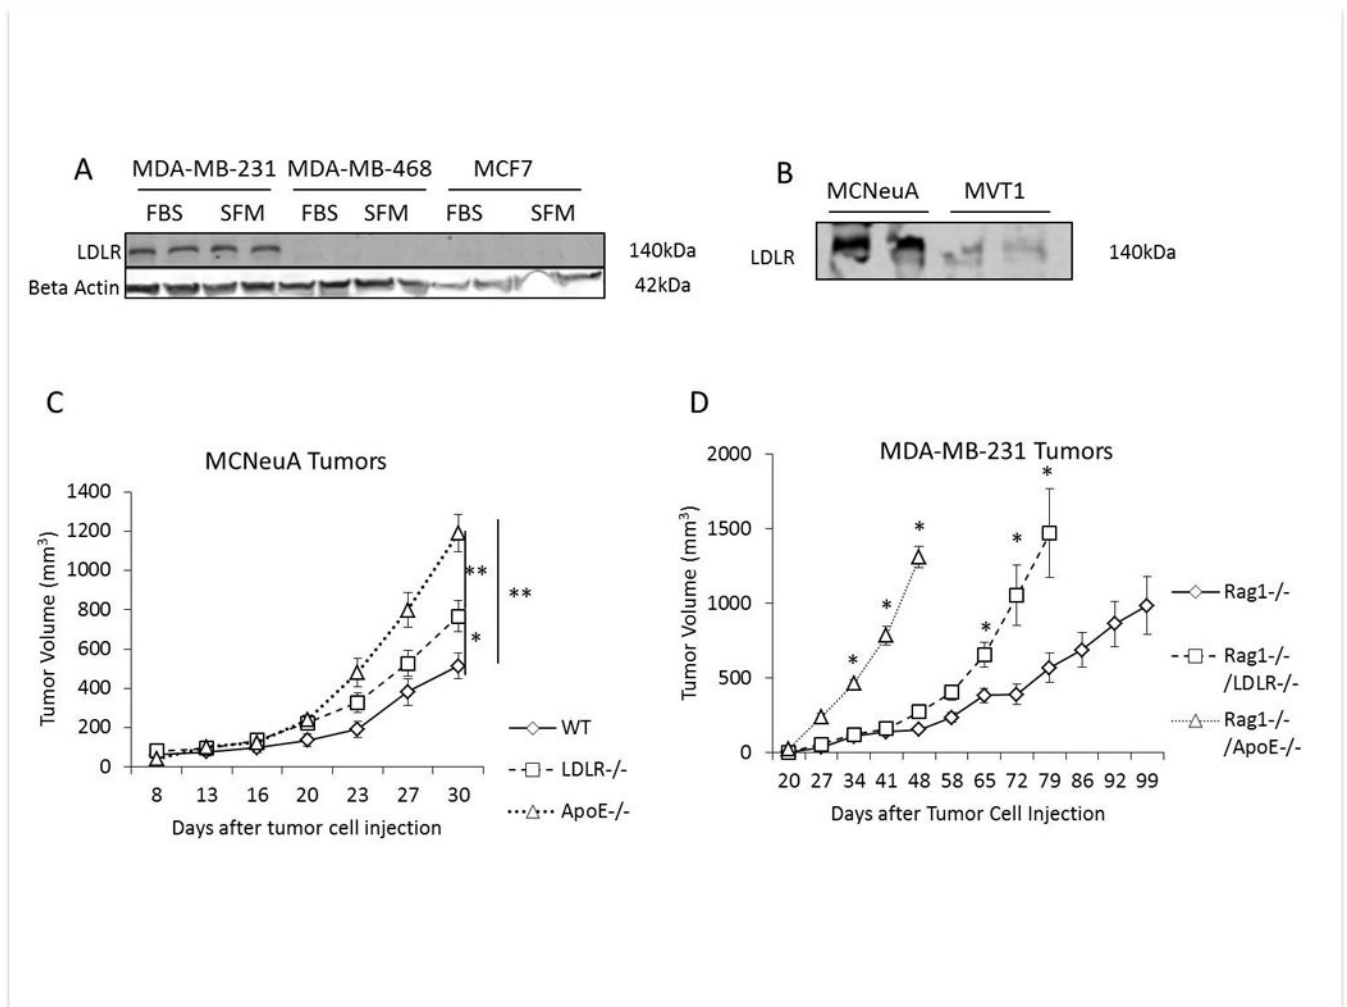 A
MDA-MB-231 MDA-MB-468 MCF7
FBS SFM FBS SFM FBS SFM
LDLR 140kDa
Beta Actin 42kDa
B
MCNeuA MVT1
LDLR 140kDa
C
MCNeuA Tumors
Tumor Volume (mm³)
1400
1200
1000
800
600
400
200
0
8 13 16 20 23 27 30
Days after tumor cell injection
**
**
*
WT
LDLR-/-
ApoE-/-
D
MDA-MB-231 Tumors
Tumor Volume (mm³)
2000
1500
1000
500
0
20 27 34 41 48 58 65 72 79 86 92 99
Days after Tumor Cell Injection
* * * * * *
Rag1-/-
Rag1-/-
/LDLR-/-
Rag1-/-
/ApoE-/-